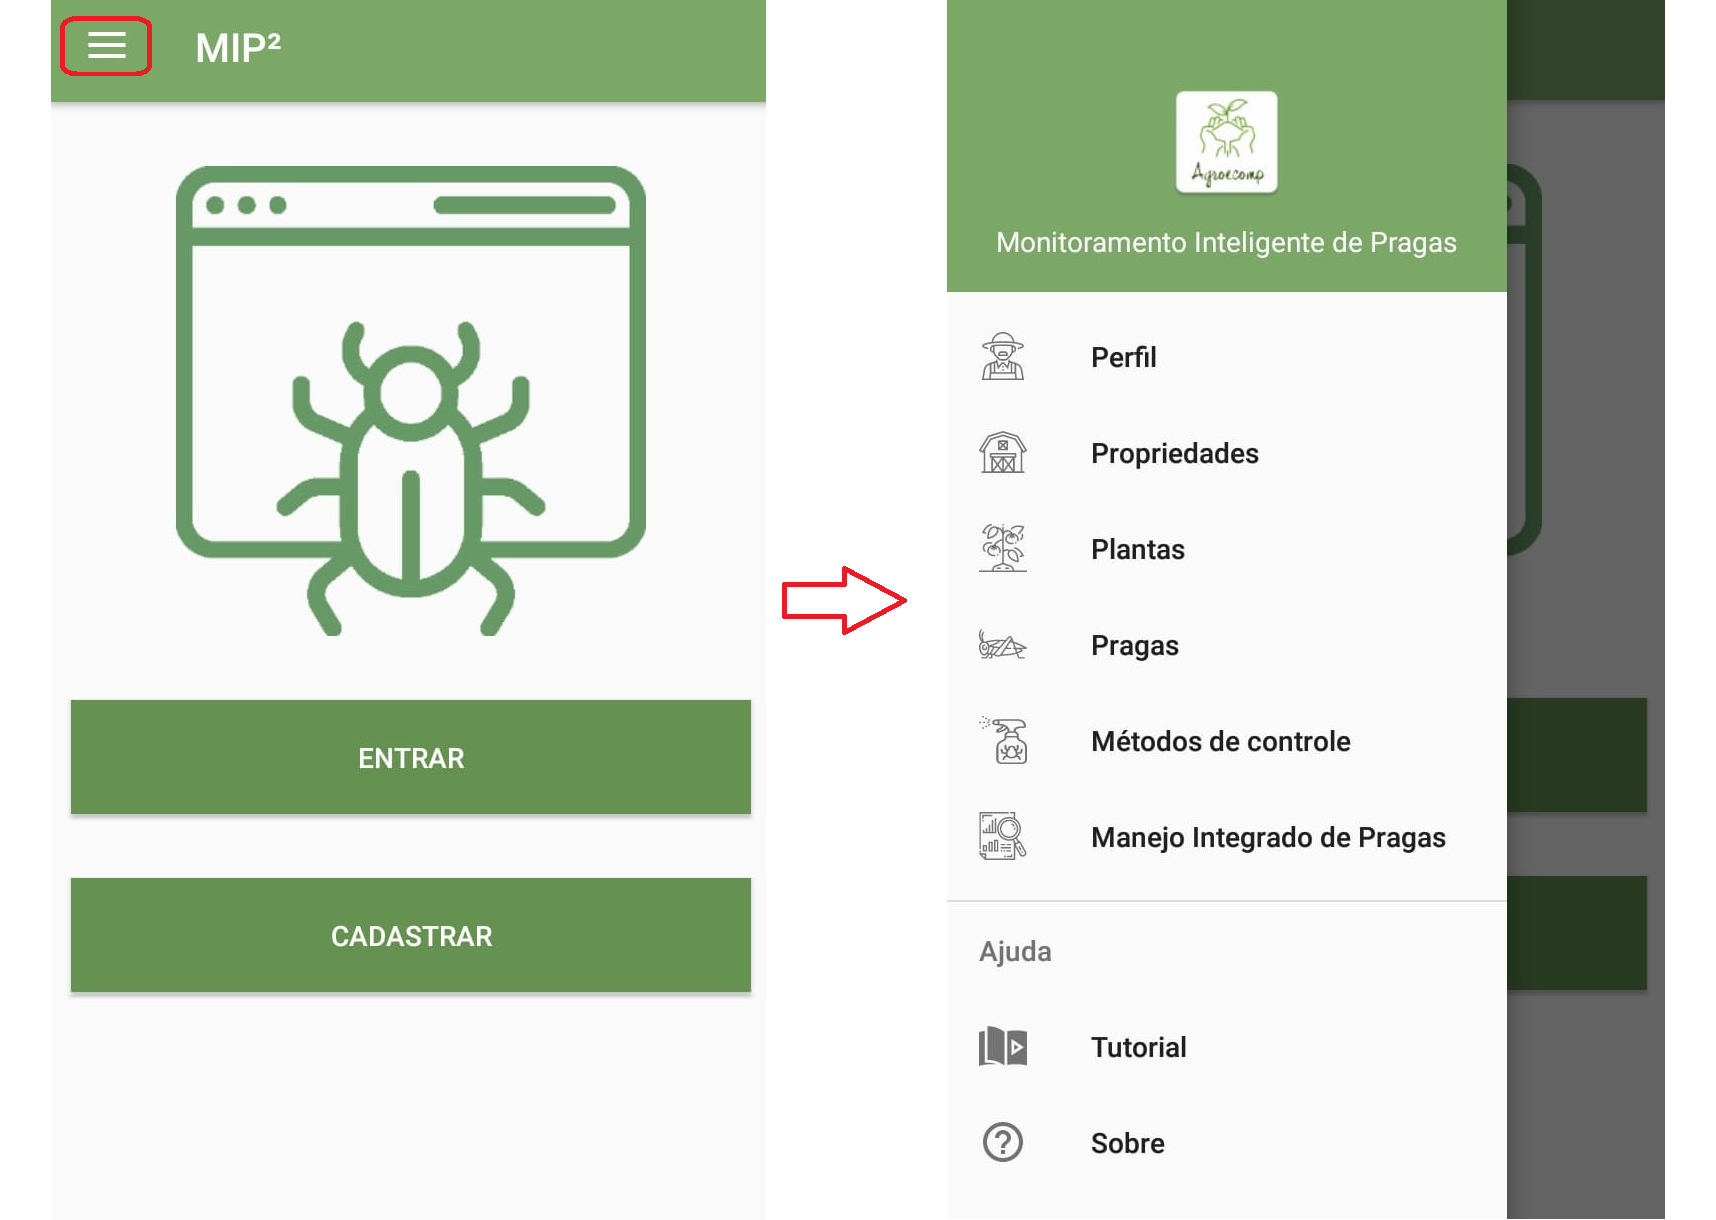 MIP²
ENTRAR
CADASTRAR
Agroecomp
Monitoramento Inteligente de Pragas
Perfil
Propriedades
Plantas
Pragas
Métodos de controle
Manejo Integrado de Pragas
Ajuda
Tutorial
Sobre